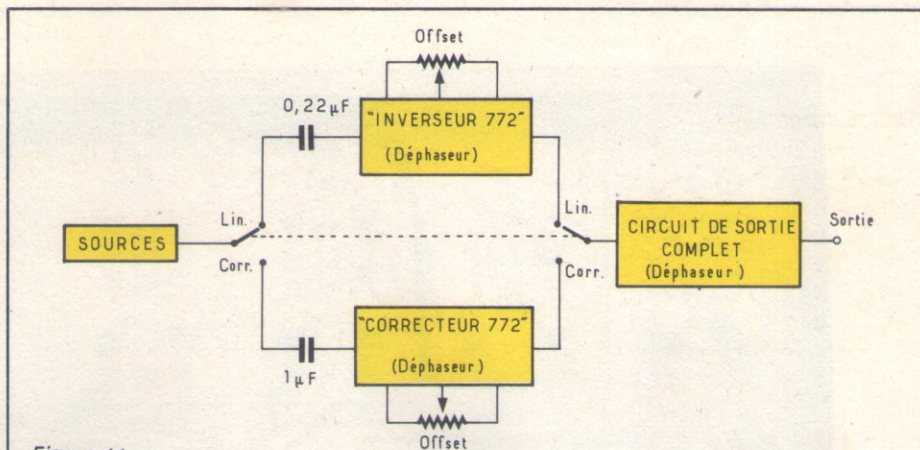 Offset
0,22µF
"INVERSEUR 772"
(Déphaseur)
Lin.
Lin.
SOURCES
CIRCUIT DE SORTIE
COMPLET
(Déphaseur)
Sortie
Corr.
Corr.
"CORRECTEUR 772"
(Déphaseur)
1µF
Offset